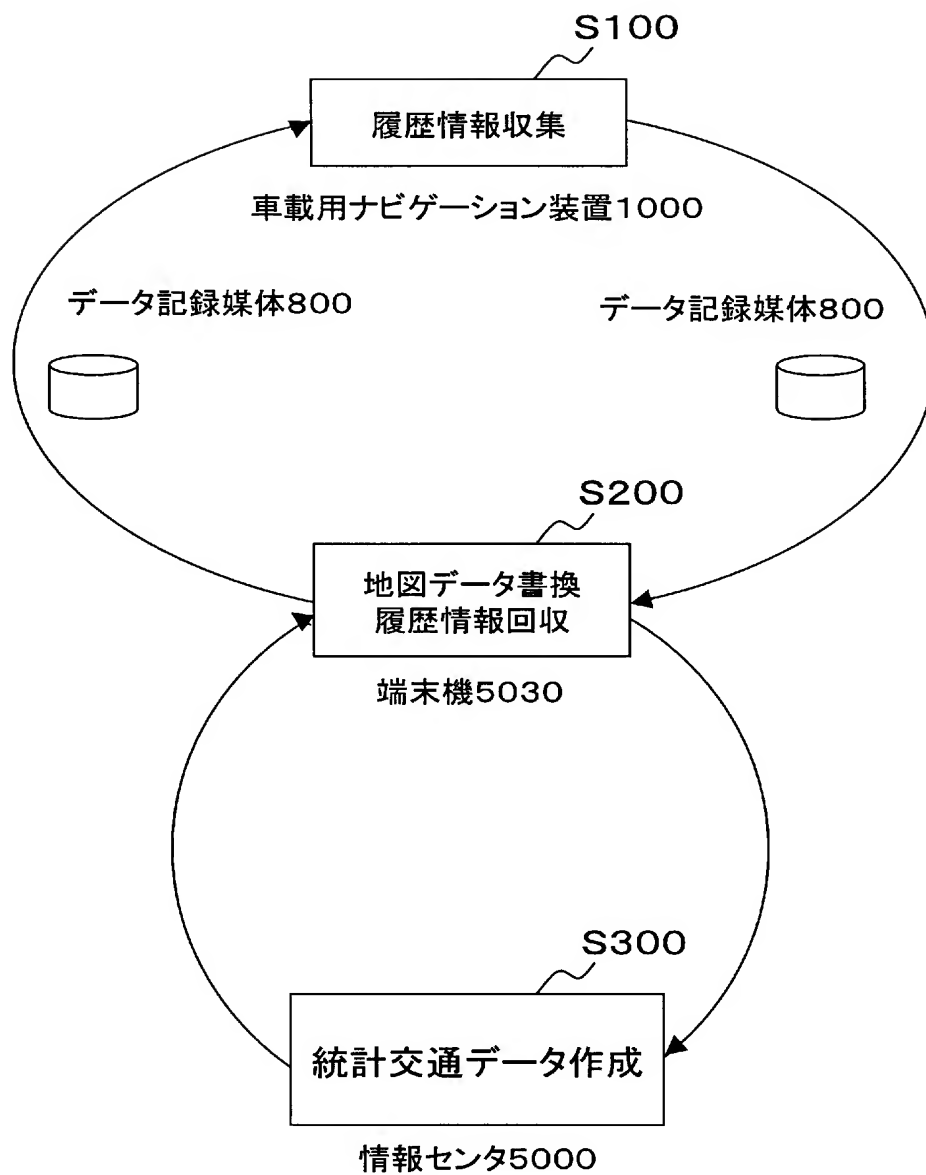 S100
履歴情報収集
車載用ナビゲーション装置1000
データ記録媒体800
データ記録媒体800
S200
地図データ書換
履歴情報回収
端末機5030
S300
統計交通データ作成
情報センタ5000